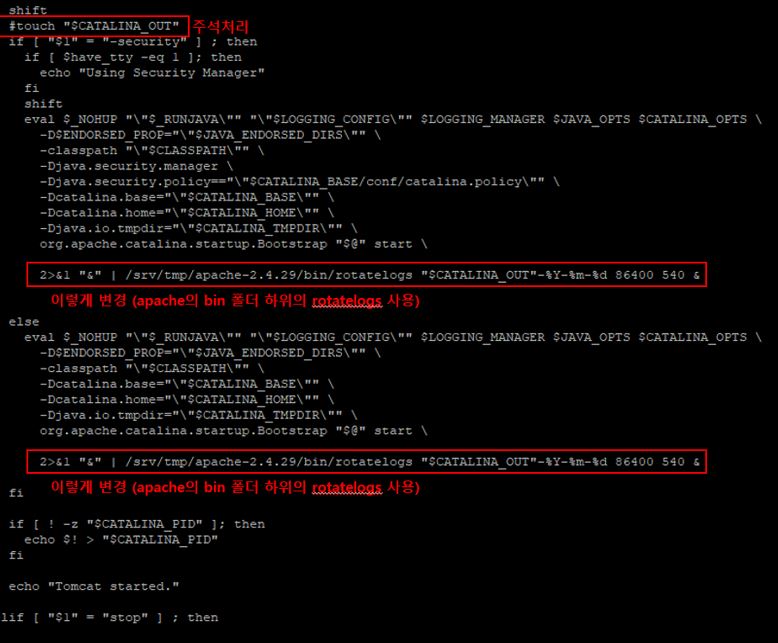 shift
#touch "$CATALINA_OUT" 주석처리
if [ "$1" = "-security" ] ; then
if [ $have_tty -eq 1 ]; then
echo "Using Security Manager"
fi
shift
eval $_NOHUP "\"$_RUNJAVA\"" "\"$LOGGING_CONFIG\"" $LOGGING_MANAGER $JAVA_OPTS $CATALINA_OPTS \
-D$ENDORSED_PROP="\"$JAVA_ENDORSED_DIRS\"" \
-classpath "\"$CLASSPATH\"" \
-Djava.security.manager \
-Djava.security.policy=="\"$CATALINA_BASE/conf/catalina.policy\"" \
-Dcatalina.base="\"$CATALINA_BASE\"" \
-Dcatalina.home="\"$CATALINA_HOME\"" \
-Djava.io.tmpdir="\"$CATALINA_TMPDIR\"" \
org.apache.catalina.startup.Bootstrap "$@" start \
2>&1 "&" | /srv/tmp/apache-2.4.29/bin/rotatelogs "$CATALINA_OUT"-%Y-%m-%d 86400 540 &
이렇게 변경 (apache의 bin 폴더 하위의 rotatelogs 사용)
else
eval $_NOHUP "\"$_RUNJAVA\"" "\"$LOGGING_CONFIG\"" $LOGGING_MANAGER $JAVA_OPTS $CATALINA_OPTS \
-D$ENDORSED_PROP="\"$JAVA_ENDORSED_DIRS\"" \
-classpath "\"$CLASSPATH\"" \
-Dcatalina.base="\"$CATALINA_BASE\"" \
-Dcatalina.home="\"$CATALINA_HOME\"" \
-Djava.io.tmpdir="\"$CATALINA_TMPDIR\"" \
org.apache.catalina.startup.Bootstrap "$@" start \
2>&1 "&" | /srv/tmp/apache-2.4.29/bin/rotatelogs "$CATALINA_OUT"-%Y-%m-%d 86400 540 &
이렇게 변경 (apache의 bin 폴더 하위의 rotatelogs 사용)
fi
if [ ! -z "$CATALINA_PID" ]; then
echo $! > "$CATALINA_PID"
fi
echo "Tomcat started."
lif [ "$1" = "stop" ] ; then